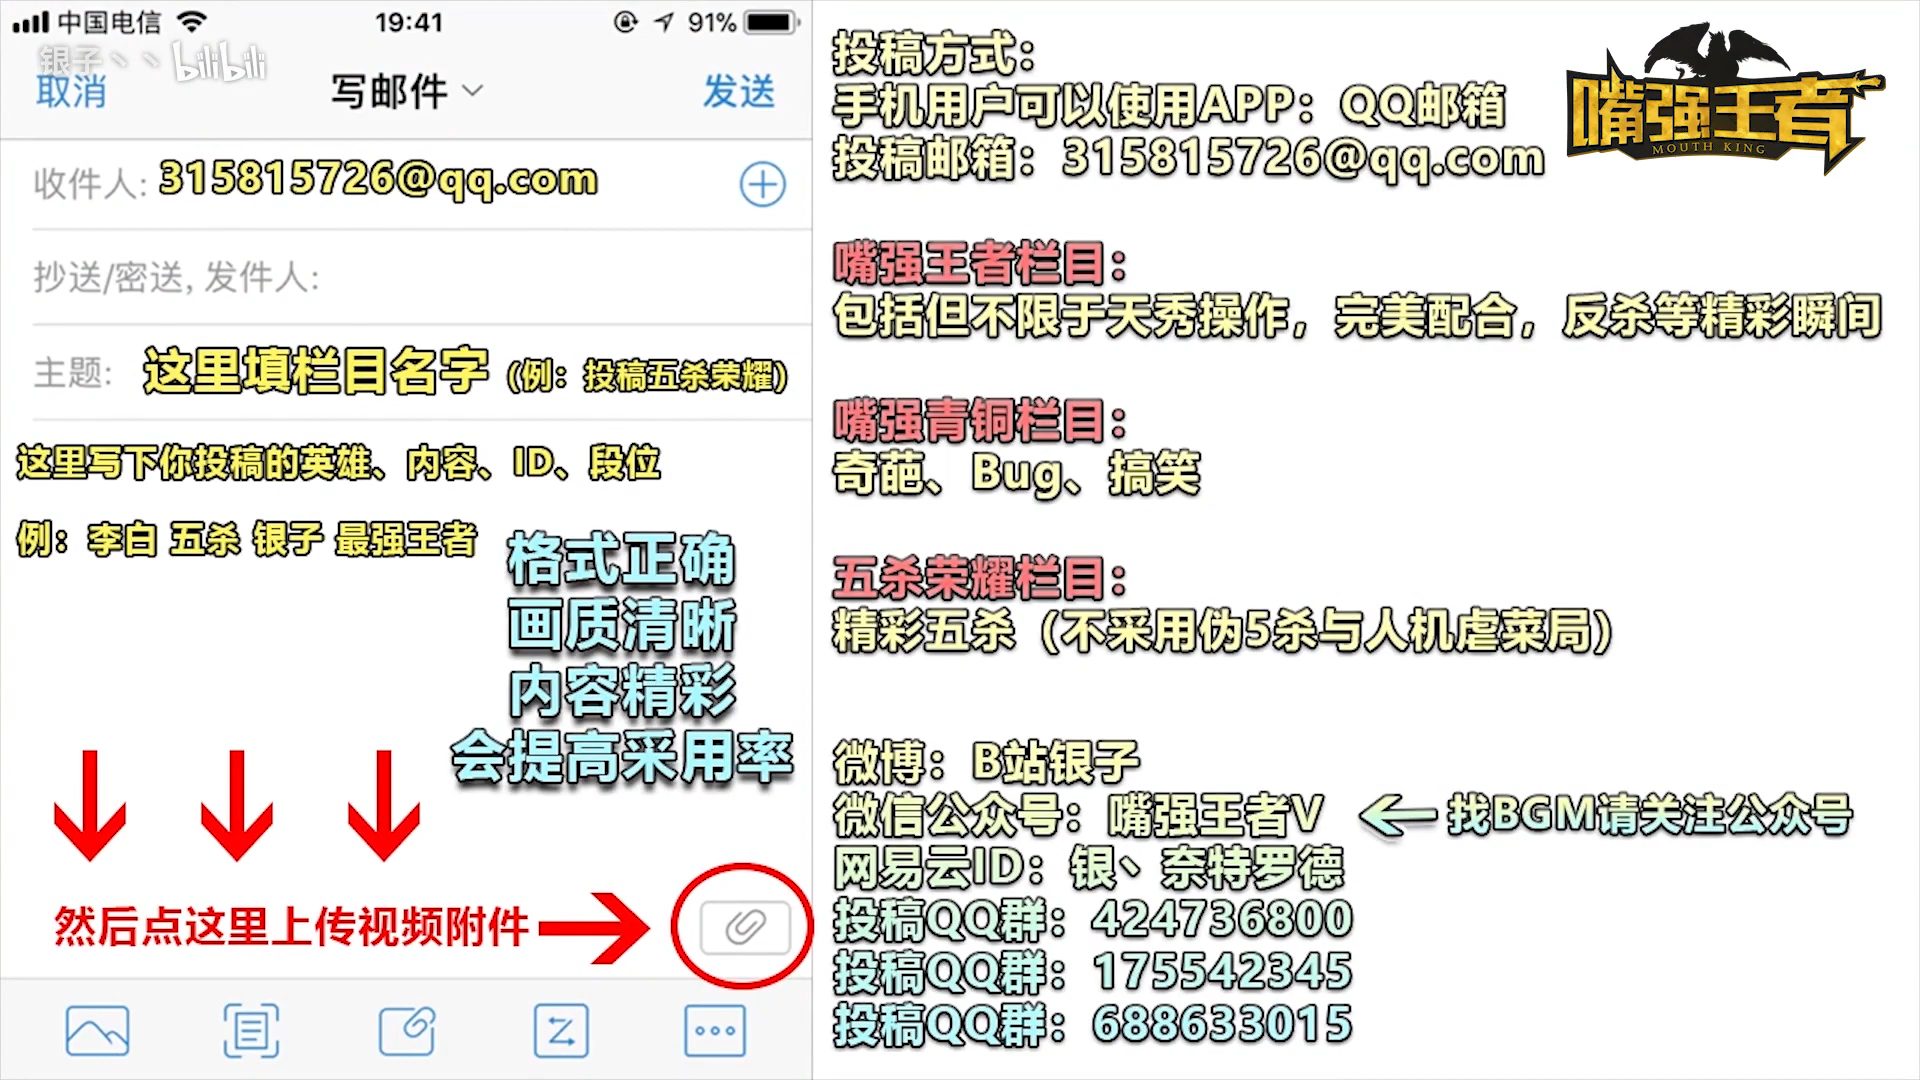 中国电信
19:41
91%
银子丶丶 bilibili
取消
写邮件
发送
收件人: 315815726@qq.com
抄送/密送, 发件人:
主题: 这里填栏目名字 (例：投稿五杀荣耀)
这里写下你投稿的英雄、内容、ID、段位
例：李白 五杀 银子 最强王者
格式正确
画质清晰
内容精彩
会提高采用率
然后点这里上传视频附件
投稿方式：
手机用户可以使用APP：QQ邮箱
投稿邮箱：315815726@qq.com
嘴强王者
MOUTH KING
嘴强王者栏目：
包括但不限于天秀操作，完美配合，反杀等精彩瞬间
嘴强青铜栏目：
奇葩、Bug、搞笑
五杀荣耀栏目：
精彩五杀（不采用伪5杀与人机虐菜局）
微博：B站银子
微信公众号：嘴强王者V ← 找BGM请关注公众号
网易云ID：银丶奈特罗德
投稿QQ群：424736800
投稿QQ群：175542345
投稿QQ群：688633015